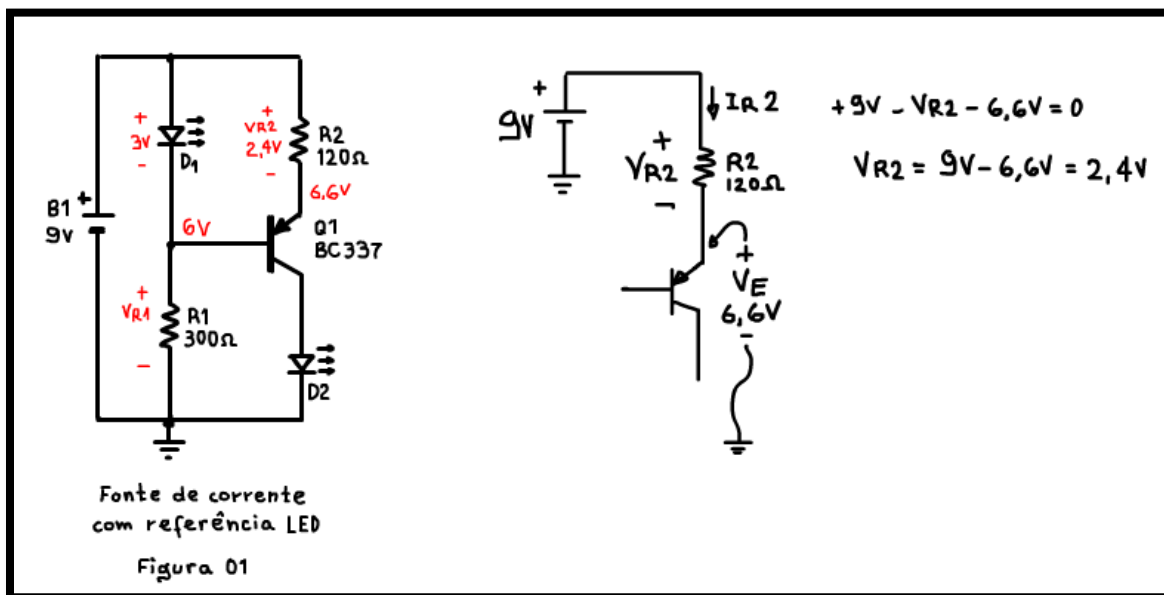 +
3V
-
D1
+
VR2
2,4V
-
R2
120Ω
6,6V
B1 +
9V
6V
Q1
BC337
+
VR1
-
R1
300Ω
D2
Fonte de corrente
com referência LED
Figura 01
+
9V
IR2
+
VR2
-
R2
120Ω
+
VE
6,6V
-
+9V - VR2 - 6,6V = 0
VR2 = 9V - 6,6V = 2,4V